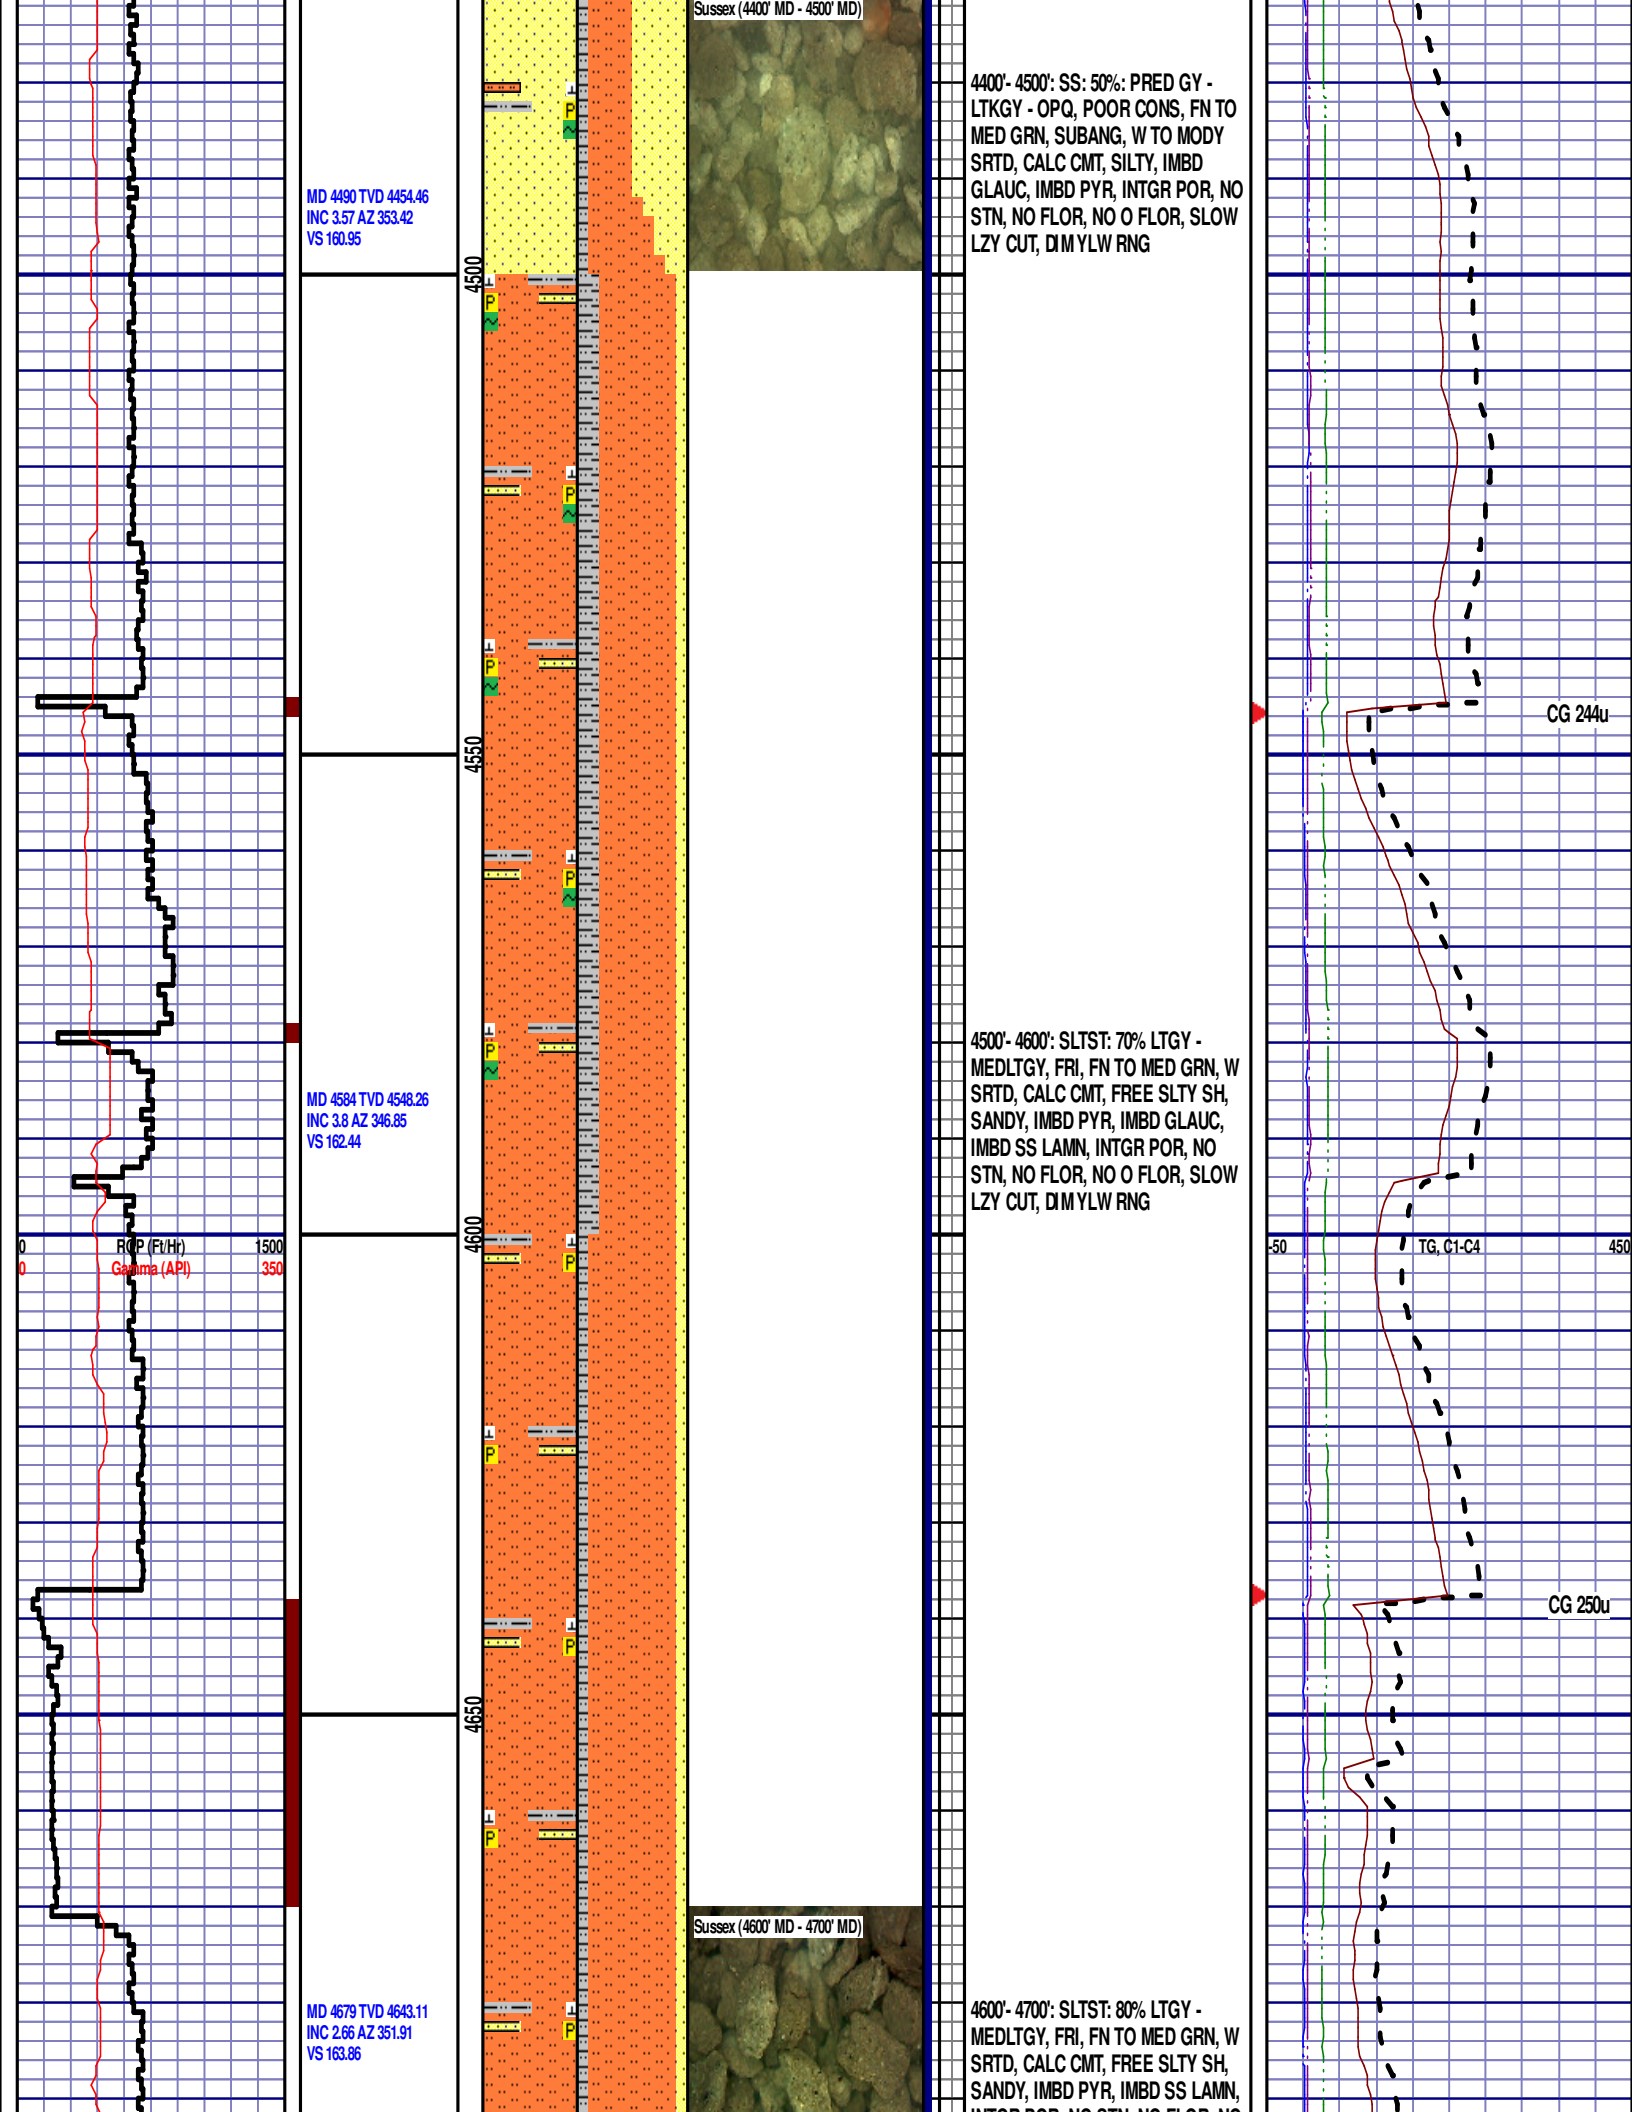 Sussex (4400' MD - 4500' MD)
4400'- 4500': SS: 50%: PRED GY -
LTKGY - OPQ, POOR CONS, FN TO
MED GRN, SUBANG, W TO MODY
SRTD, CALC CMT, SILTY, IMBD
GLAUC, IMBD PYR, INTGR POR, NO
STN, NO FLOR, NO O FLOR, SLOW
LZY CUT, DIM YLW RNG
P
MD 4490 TVD 4454.46
INC 3.57 AZ 353.42
VS 160.95
4500
P
P
P
CG 244u
4550
P
P
4500'- 4600': SLTST: 70% LTGY -
MEDLTGY, FRI, FN TO MED GRN, W
SRTD, CALC CMT, FREE SLTY SH,
SANDY, IMBD PYR, IMBD GLAUC,
IMBD SS LAMN, INTGR POR, NO
STN, NO FLOR, NO O FLOR, SLOW
LZY CUT, DIM YLW RNG
MD 4584 TVD 4548.26
INC 3.8 AZ 346.85
VS 162.44
4600
0 ROP (Ft/Hr) 1500
0 Gamma (API) 350
-50 TG, C1-C4 450
P
P
CG 250u
P
4650
P
Sussex (4600' MD - 4700' MD)
MD 4679 TVD 4643.11
INC 2.66 AZ 351.91
VS 163.86
P
4600'- 4700': SLTST: 80% LTGY -
MEDLTGY, FRI, FN TO MED GRN, W
SRTD, CALC CMT, FREE SLTY SH,
SANDY, IMBD PYR, IMBD SS LAMN,
INTGR POR, NO STN, NO FLOR, NO